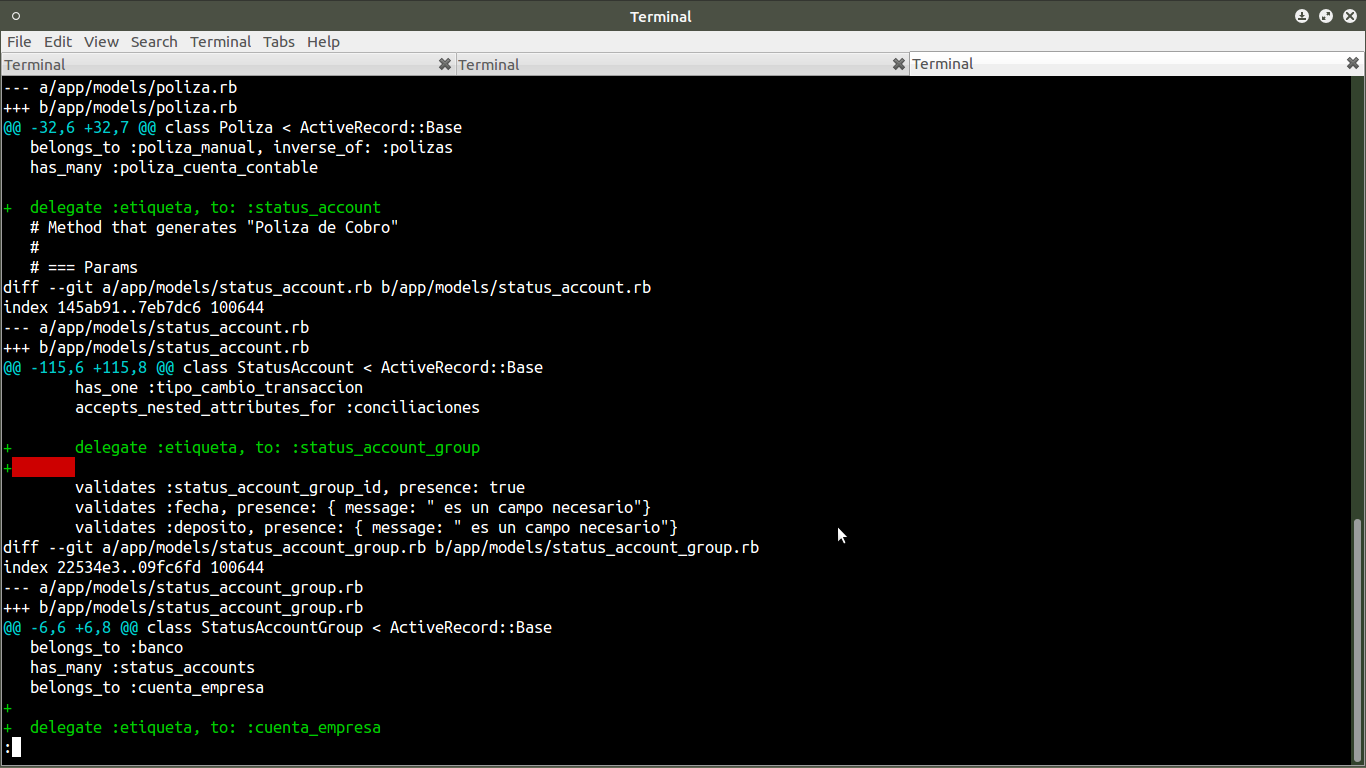 Terminal
File Edit View Search Terminal Tabs Help
Terminal Terminal Terminal
--- a/app/models/poliza.rb
+++ b/app/models/poliza.rb
@@ -32,6 +32,7 @@ class Poliza < ActiveRecord::Base
   belongs_to :poliza_manual, inverse_of: :polizas
   has_many :poliza_cuenta_contable
+  delegate :etiqueta, to: :status_account
   # Method that generates "Poliza de Cobro"
   #
   # === Params
diff --git a/app/models/status_account.rb b/app/models/status_account.rb
index 145ab91..7eb7dc6 100644
--- a/app/models/status_account.rb
+++ b/app/models/status_account.rb
@@ -115,6 +115,8 @@ class StatusAccount < ActiveRecord::Base
        has_one :tipo_cambio_transaccion
        accepts_nested_attributes_for :conciliaciones
+       delegate :etiqueta, to: :status_account_group
+
        validates :status_account_group_id, presence: true
        validates :fecha, presence: { message: " es un campo necesario"}
        validates :deposito, presence: { message: " es un campo necesario"}
diff --git a/app/models/status_account_group.rb b/app/models/status_account_group.rb
index 22534e3..09fc6fd 100644
--- a/app/models/status_account_group.rb
+++ b/app/models/status_account_group.rb
@@ -6,6 +6,8 @@ class StatusAccountGroup < ActiveRecord::Base
   belongs_to :banco
   has_many :status_accounts
   belongs_to :cuenta_empresa
+
+  delegate :etiqueta, to: :cuenta_empresa
: